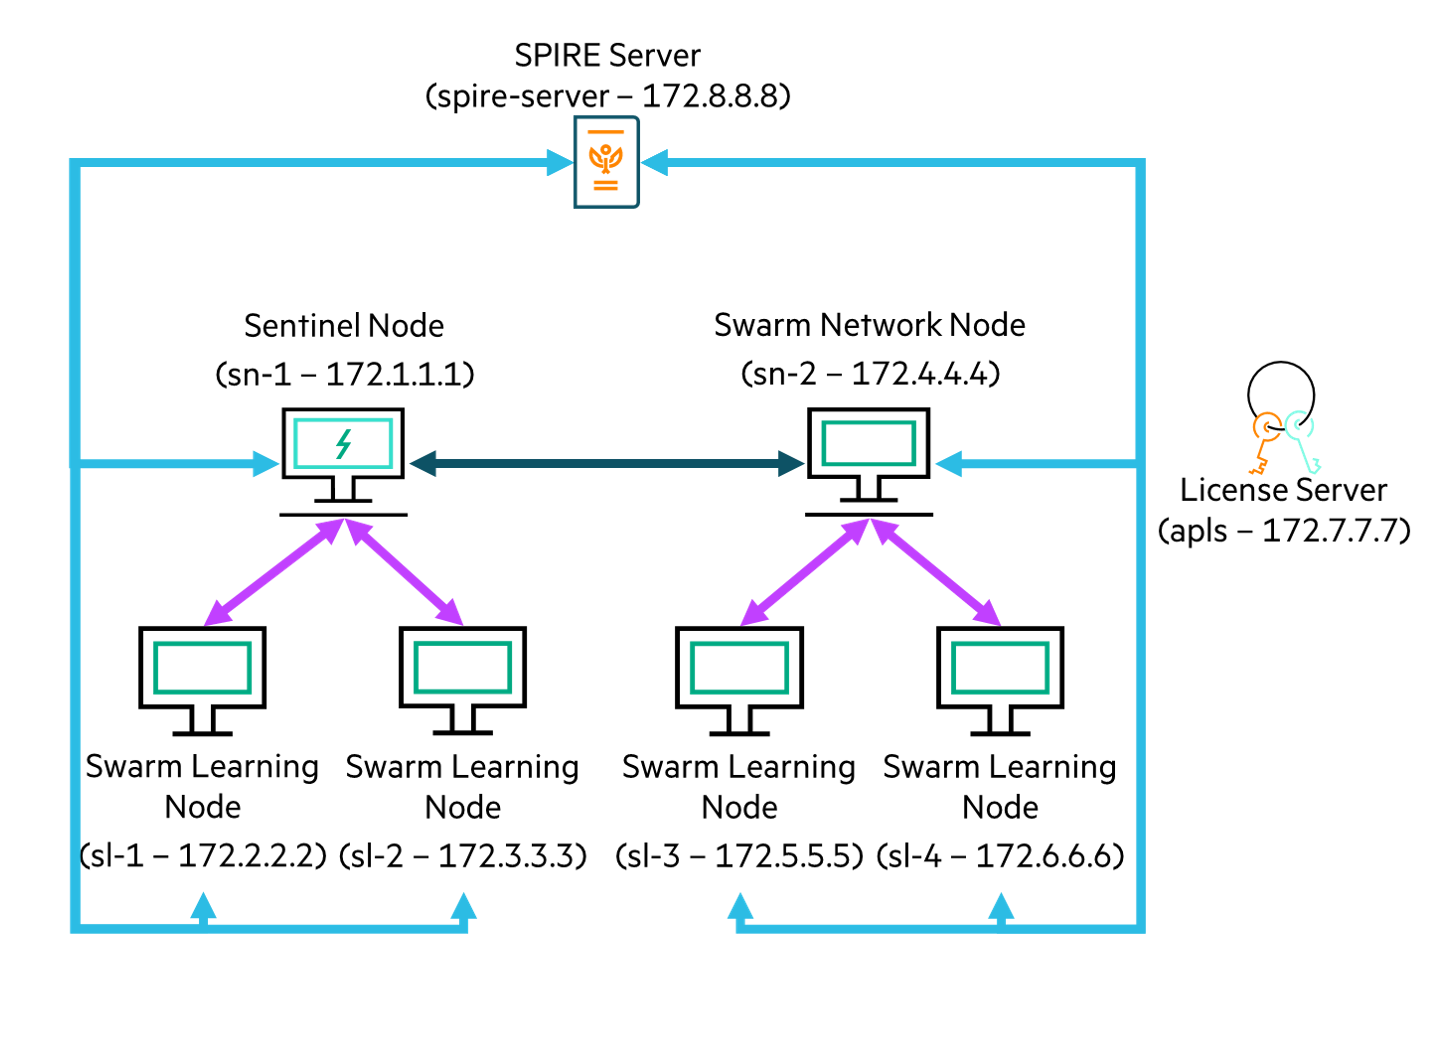 SPIRE Server
(spire-server – 172.8.8.8)
Sentinel Node
(sn-1 – 172.1.1.1)
Swarm Network Node
(sn-2 – 172.4.4.4)
License Server
(apls – 172.7.7.7)
Swarm Learning
Node
(sl-1 – 172.2.2.2)
Swarm Learning
Node
(sl-2 – 172.3.3.3)
Swarm Learning
Node
(sl-3 – 172.5.5.5)
Swarm Learning
Node
(sl-4 – 172.6.6.6)